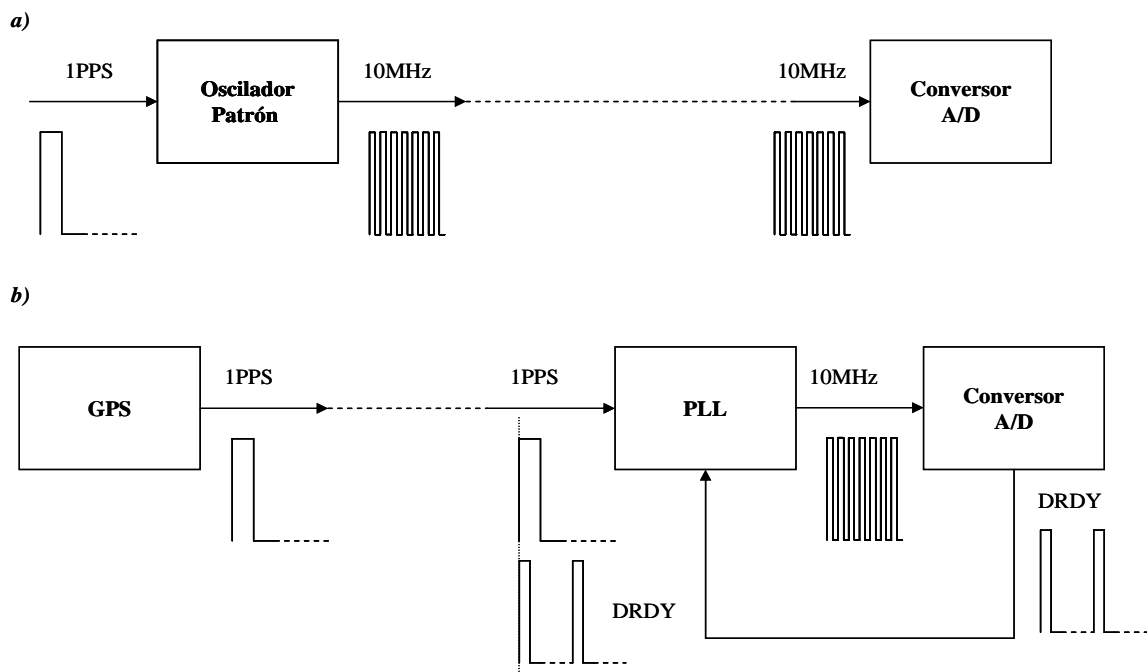 a)
1PPS
Oscilador
Patrón
10MHz
10MHz
Conversor
A/D
b)
GPS
1PPS
1PPS
PLL
10MHz
Conversor
A/D
DRDY
DRDY